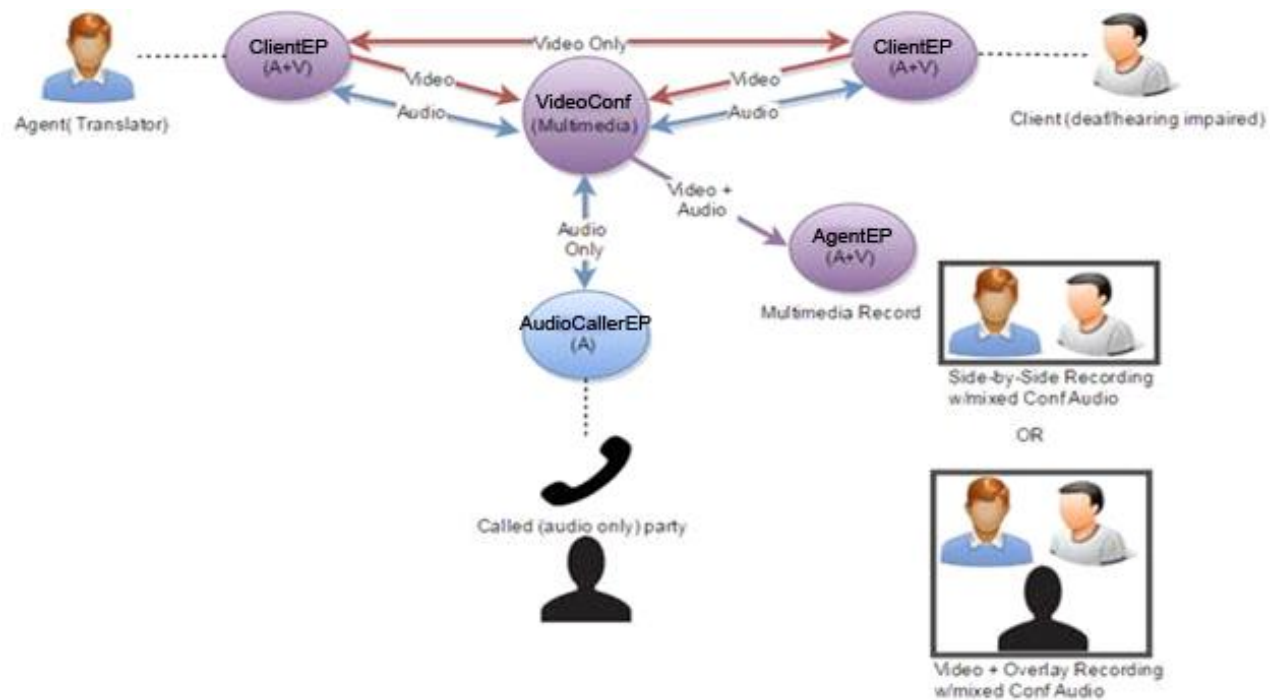 ClientEP
(A+V)
Video Only
ClientEP
(A+V)
Video
Video
VideoConf
(Multimedia)
Audio
Audio
Agent( Translator)
Client (deaf/hearing impaired)
Video +
Audio
Audio
Only
AgentEP
(A+V)
Multimedia Record
AudioCallerEP
(A)
Side-by-Side Recording
w/mixed Conf Audio
OR
Called (audio only) party
Video + Overlay Recording
w/mixed Conf Audio